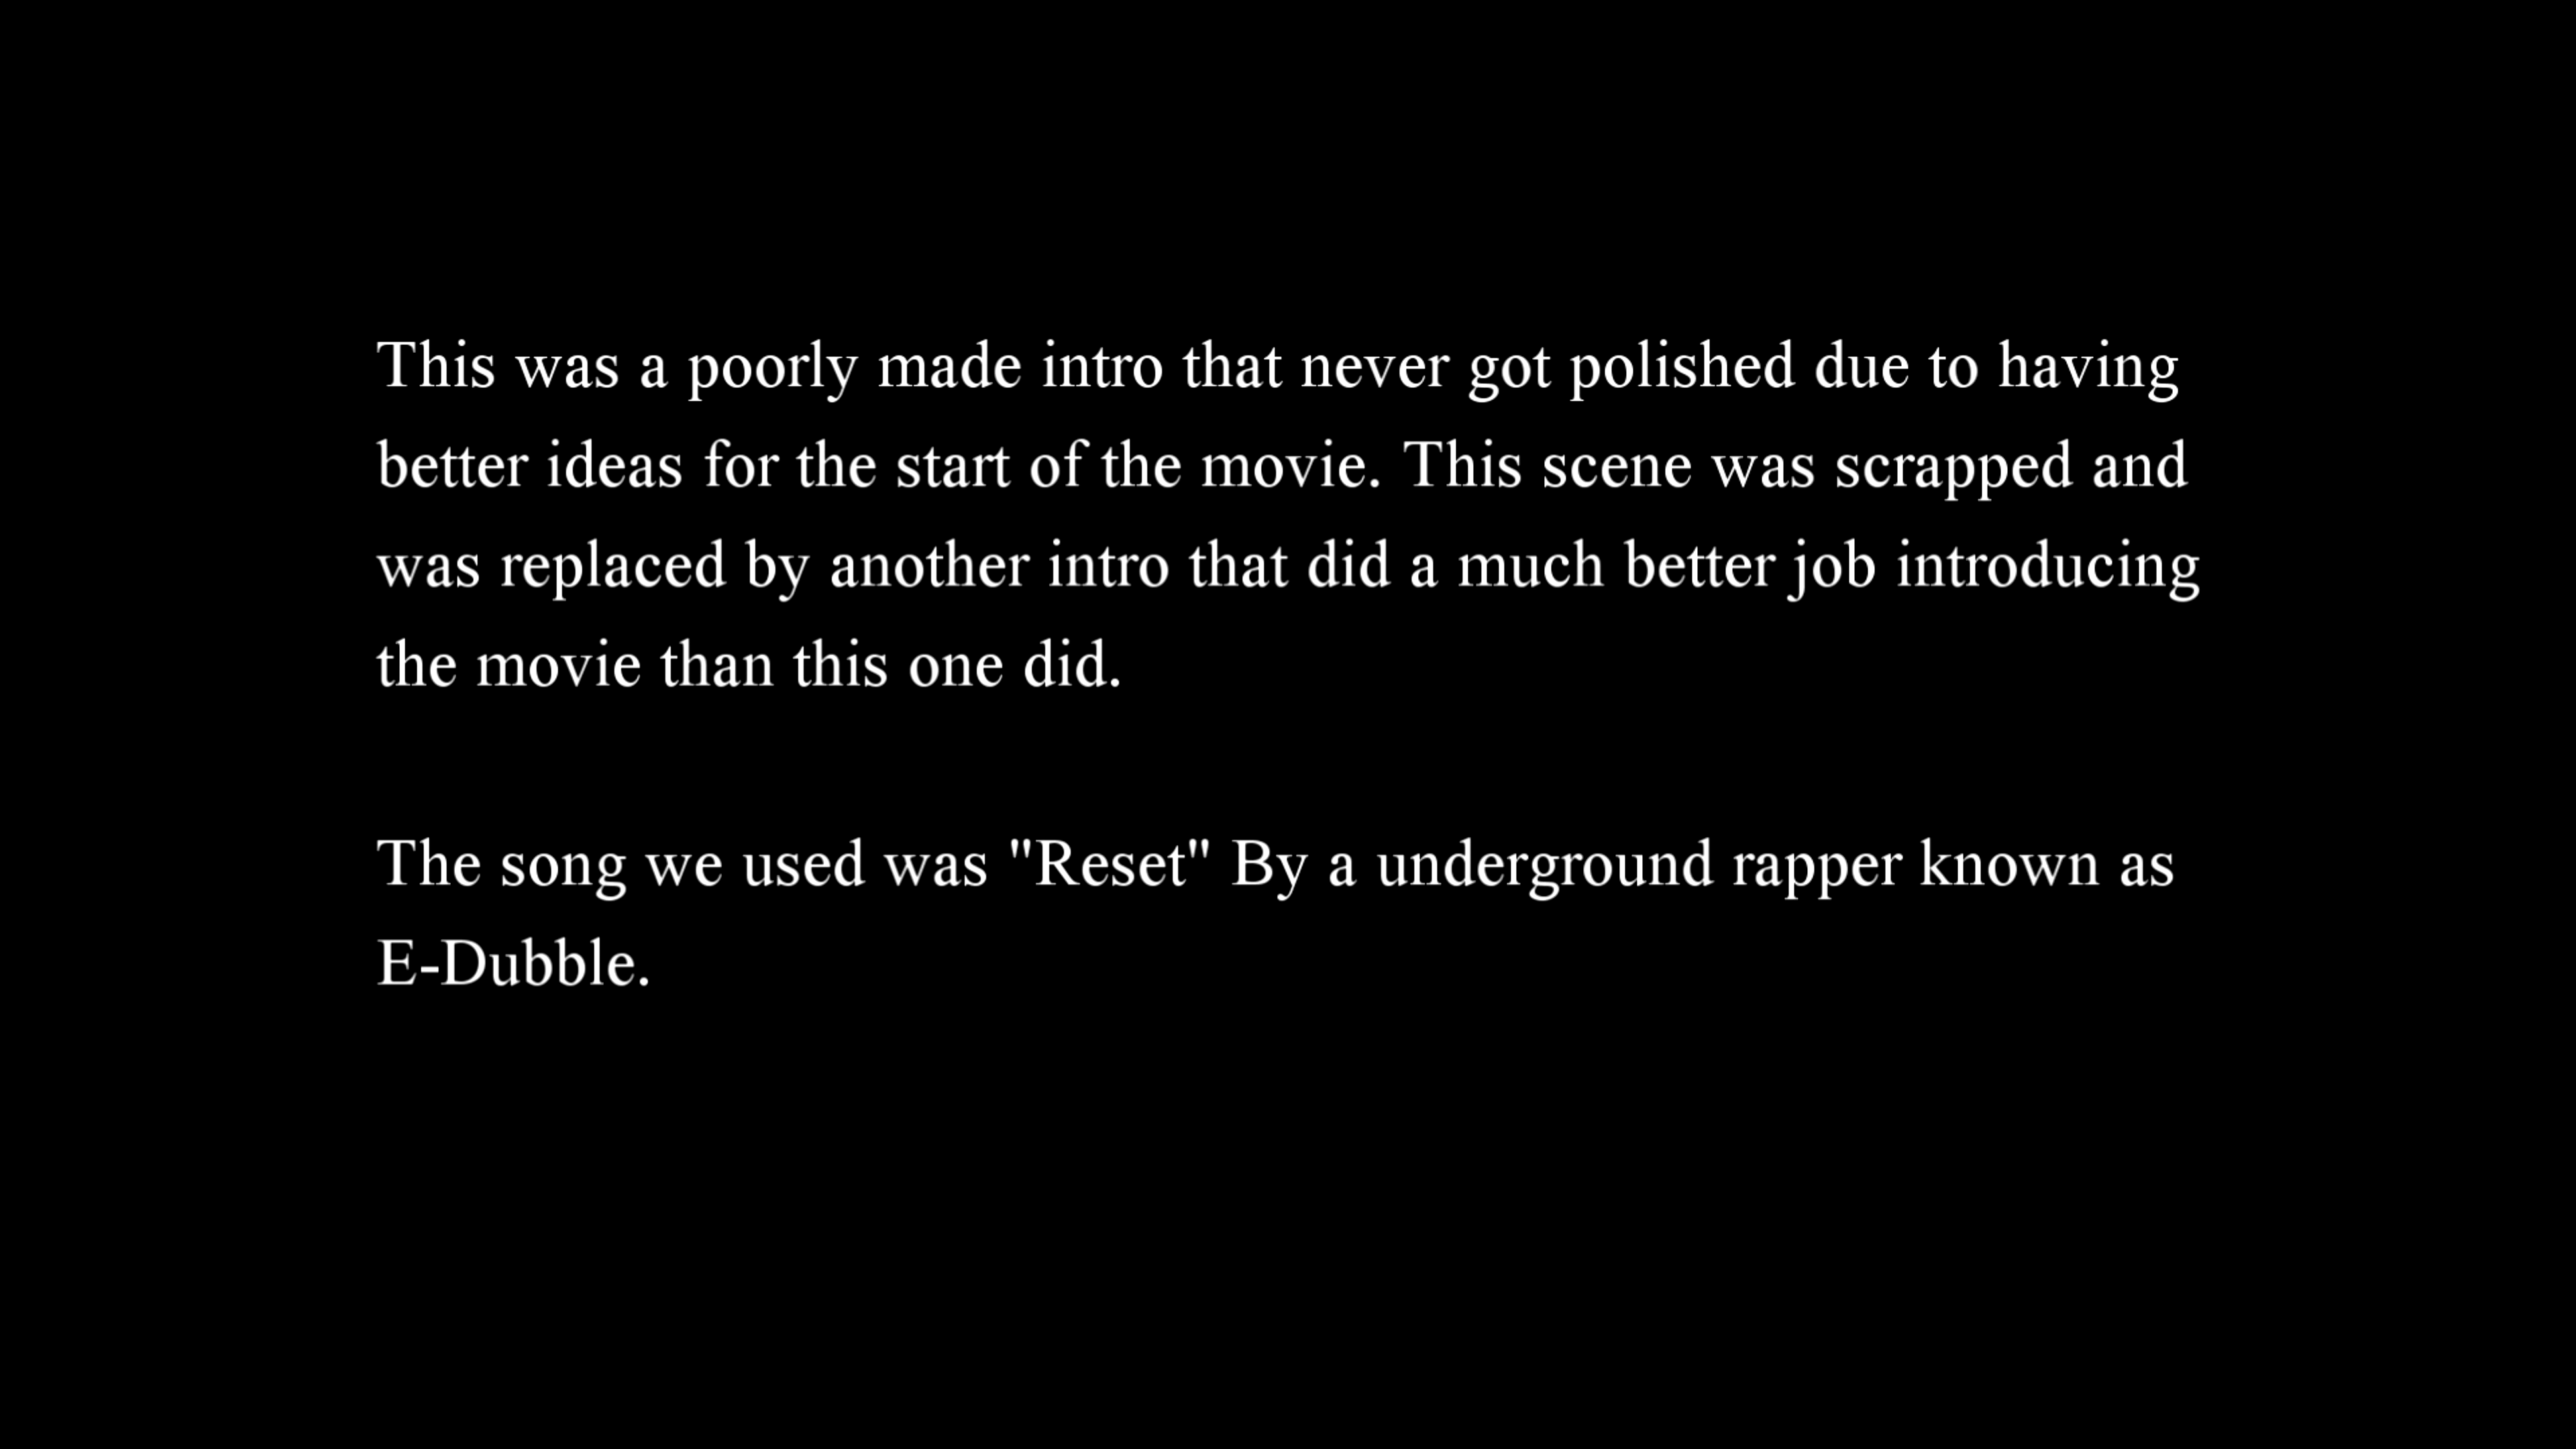 This was a poorly made intro that never got polished due to having
better ideas for the start of the movie. This scene was scrapped and
was replaced by another intro that did a much better job introducing
the movie than this one did.
The song we used was "Reset" By a underground rapper known as
E-Dubble.